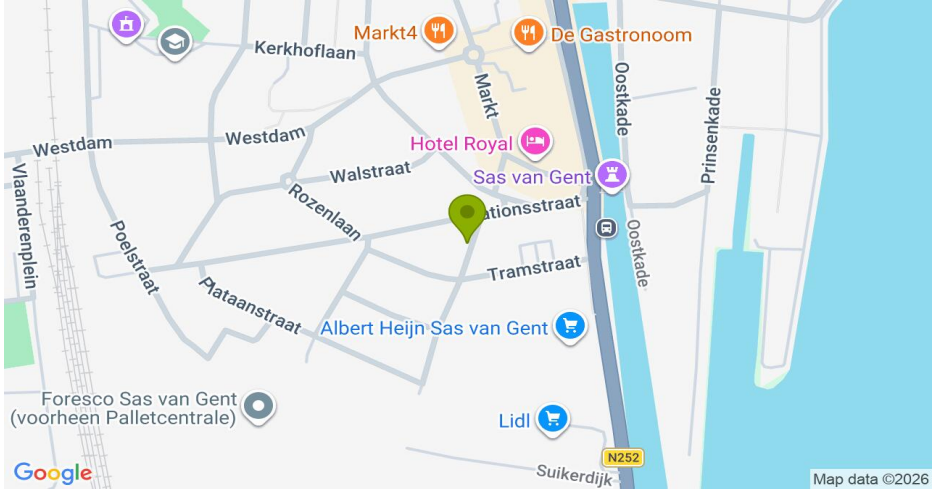 Markt4
De Gastronoom
Kerkhoflaan
Markt
Oostkade
Prinsenkade
Westdam
Westdam
Hotel Royal
Walstraat
Sas van Gent
Vlaanderenplein
Rozenlaan
ationsstraat
Poelstraat
Oostkade
Tramstraat
Plataanstraat
Albert Heijn Sas van Gent
Foresco Sas van Gent
(voorheen Palletcentrale)
Lidl
N252
Suikerdijk
Google
Map data ©2026